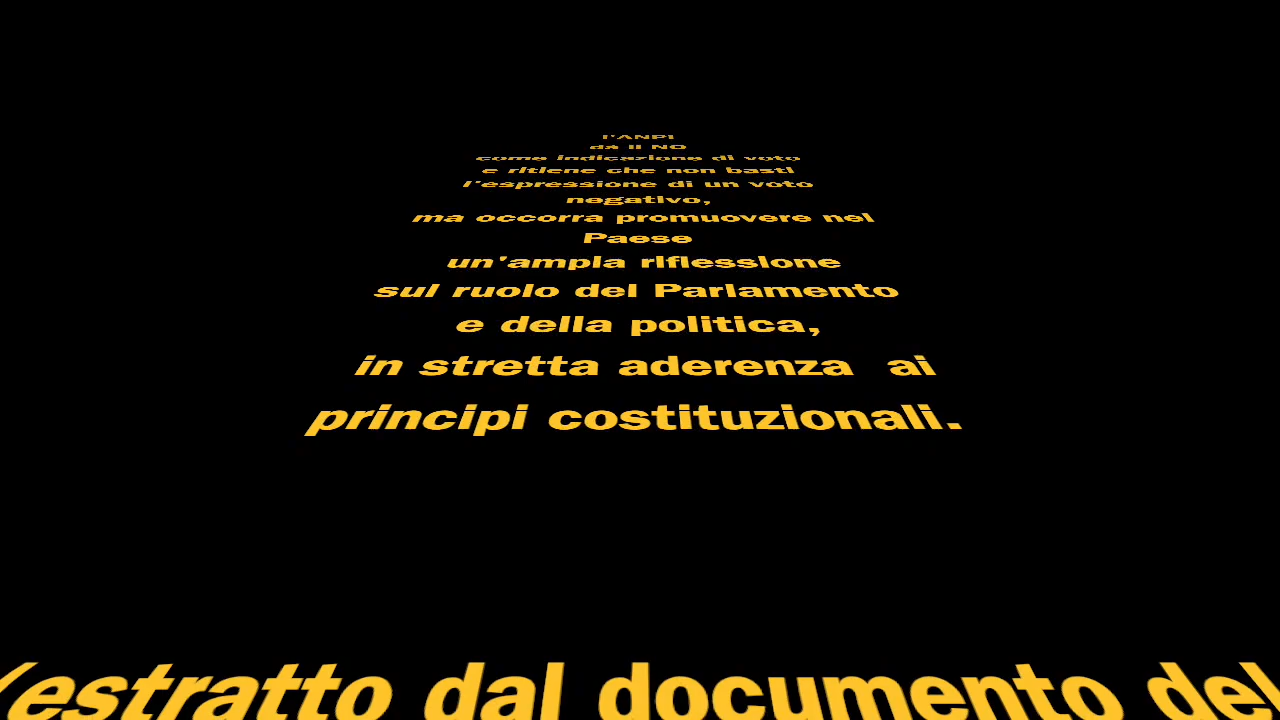 l'ANPI
dà il NO
come indicazione di voto
e ritiene che non basti
l'espressione di un voto
negativo,
ma occorra promuovere nel
Paese
un'ampia riflessione
sul ruolo del Parlamento
e della politica,
in stretta aderenza ai
principi costituzionali.
(estratto dal documento del